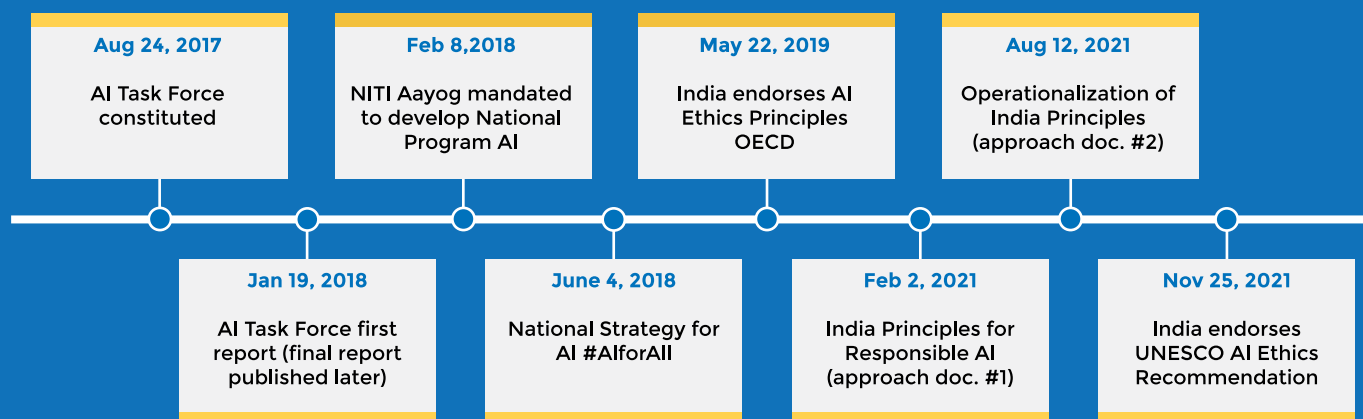 Aug 24, 2017
AI Task Force
constituted
Jan 19, 2018
AI Task Force first
report (final report
published later)
Feb 8,2018
NITI Aayog mandated
to develop National
Program AI
June 4, 2018
National Strategy for
AI #AIforAll
May 22, 2019
India endorses AI
Ethics Principles
OECD
Feb 2, 2021
India Principles for
Responsible AI
(approach doc. #1)
Aug 12, 2021
Operationalization of
India Principles
(approach doc. #2)
Nov 25, 2021
India endorses
UNESCO AI Ethics
Recommendation